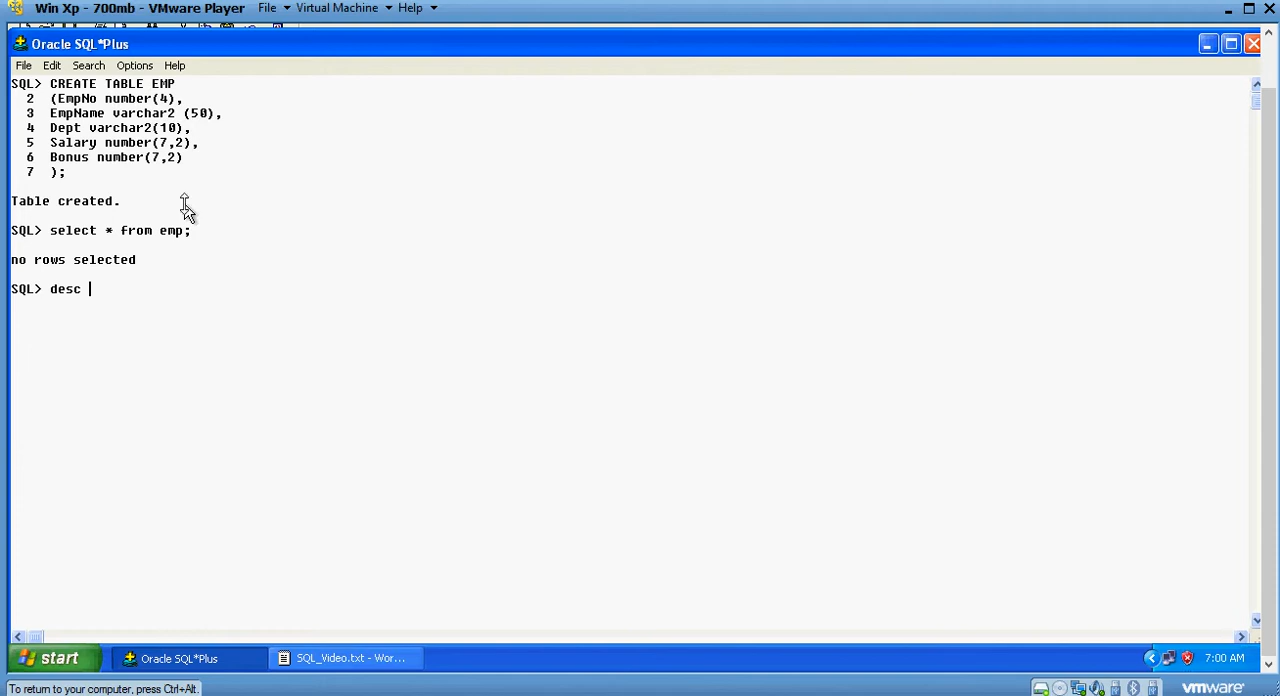 Win Xp - 700mb - VMware Player File Virtual Machine Help
Oracle SQL*Plus
File Edit Search Options Help
SQL> CREATE TABLE EMP
2 (EmpNo number(4),
3 EmpName varchar2 (50),
4 Dept varchar2(10),
5 Salary number(7,2),
6 Bonus number(7,2)
7 );
Table created.
SQL> select * from emp;
no rows selected
SQL> desc
start Oracle SQL*Plus SQL_Video.txt - Wor... 7:00 AM
To return to your computer, press Ctrl+Alt. vmware